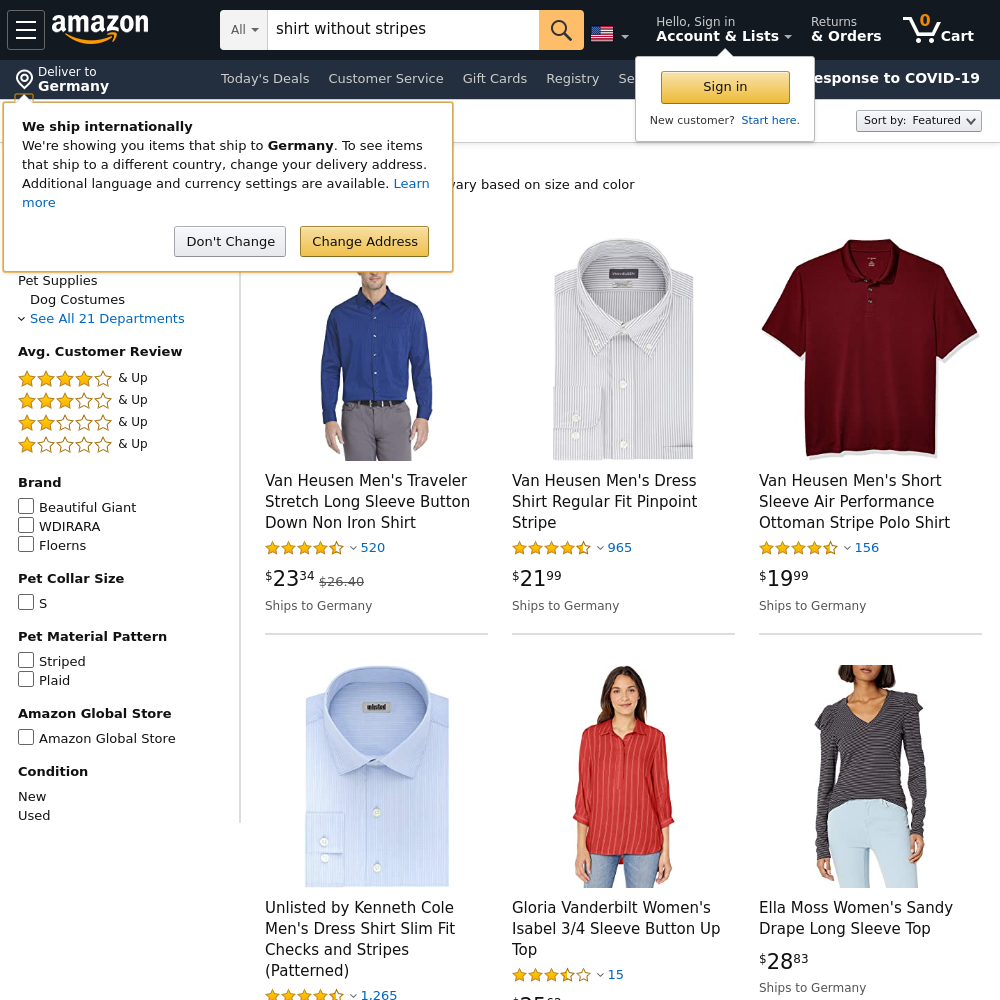 amazon
All
shirt without stripes
Hello, Sign in
Account & Lists
Returns
& Orders
0
Cart
Deliver to
Germany
Today's Deals
Customer Service
Gift Cards
Registry
Se
esponse to COVID-19
Sign in
New customer? Start here.
Sort by: Featured
We ship internationally
We're showing you items that ship to Germany. To see items
that ship to a different country, change your delivery address.
Additional language and currency settings are available. Learn
more
Don't Change
Change Address
vary based on size and color
Pet Supplies
Dog Costumes
See All 21 Departments
Avg. Customer Review
& Up
& Up
& Up
& Up
Brand
Beautiful Giant
WDIRARA
Floerns
Pet Collar Size
S
Pet Material Pattern
Striped
Plaid
Amazon Global Store
Amazon Global Store
Condition
New
Used
Van Heusen Men's Traveler
Stretch Long Sleeve Button
Down Non Iron Shirt
520
$23 34 $26.40
Ships to Germany
VAN HEUSEN
Van Heusen Men's Dress
Shirt Regular Fit Pinpoint
Stripe
965
$21 99
Ships to Germany
Van Heusen Men's Short
Sleeve Air Performance
Ottoman Stripe Polo Shirt
156
$19 99
Ships to Germany
unlisted
Unlisted by Kenneth Cole
Men's Dress Shirt Slim Fit
Checks and Stripes
(Patterned)
1,265
Gloria Vanderbilt Women's
Isabel 3/4 Sleeve Button Up
Top
15
Ella Moss Women's Sandy
Drape Long Sleeve Top
$28 83
Ships to Germany